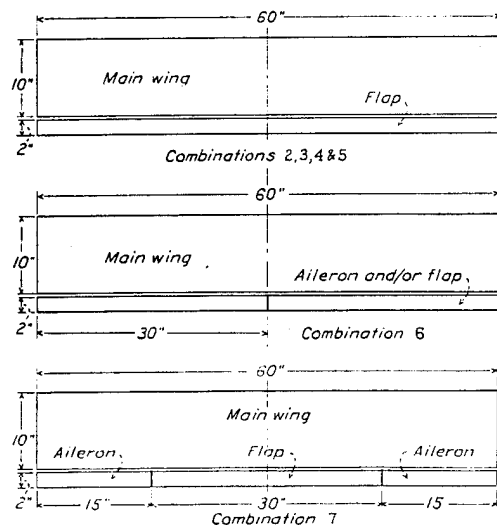 60"
Main wing
10"
Flap
2"
Combinations 2,3,4&5
60"
Main wing
10"
Aileron and/or flap
2"
30"
Combination 6
60"
Main wing
10"
Aileron
Flap
Aileron
2"
15"
30"
15
Combination 7